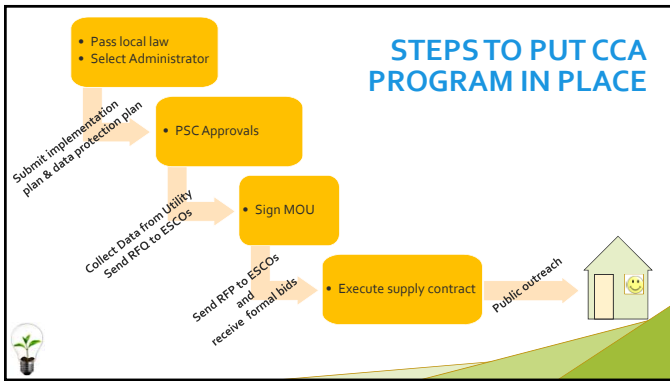 STEPS TO PUT CCA
PROGRAM IN PLACE
• Pass local law
• Select Administrator
Submit implementation
plan & data protection plan
• PSC Approvals
Collect Data from Utility
Send RFQ to ESCOs
• Sign MOU
Send RFP to ESCOs
and
receive formal bids
• Execute supply contract
Public outreach